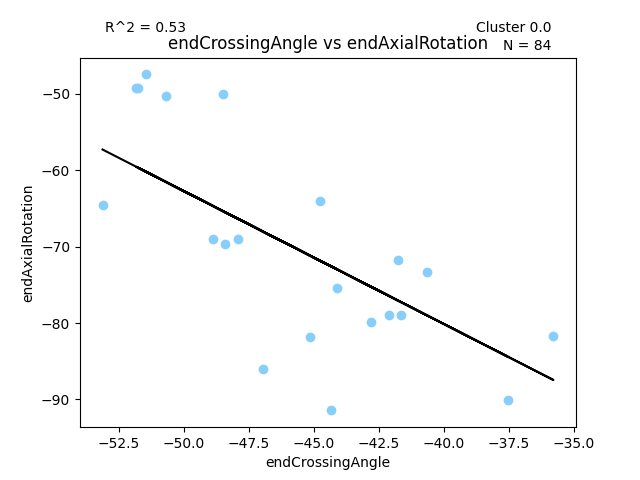 R^2 = 0.53
Cluster 0.0
endCrossingAngle vs endAxialRotation
N = 84
endAxialRotation
−50
−60
−70
−80
−90
−52.5
−50.0
−47.5
−45.0
−42.5
−40.0
−37.5
−35.0
endCrossingAngle